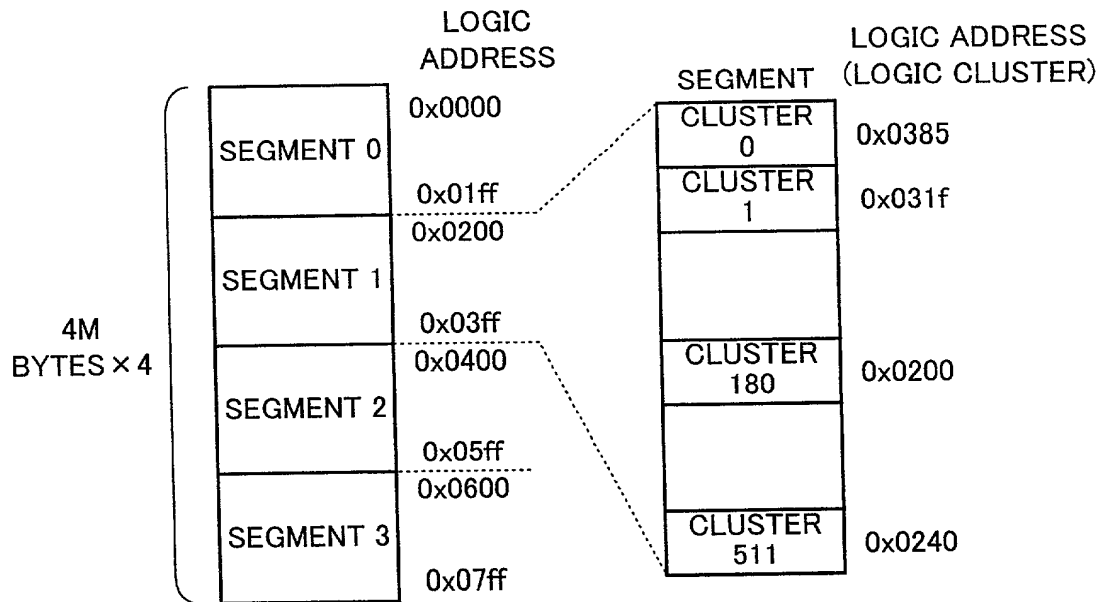 4M
BYTES×4
LOGIC
ADDRESS
SEGMENT 0
0x0000
0x01ff
SEGMENT 1
0x0200
0x03ff
SEGMENT 2
0x0400
0x05ff
SEGMENT 3
0x0600
0x07ff
SEGMENT
LOGIC ADDRESS
(LOGIC CLUSTER)
CLUSTER
0
0x0385
CLUSTER
1
0x031f
CLUSTER
180
0x0200
CLUSTER
511
0x0240